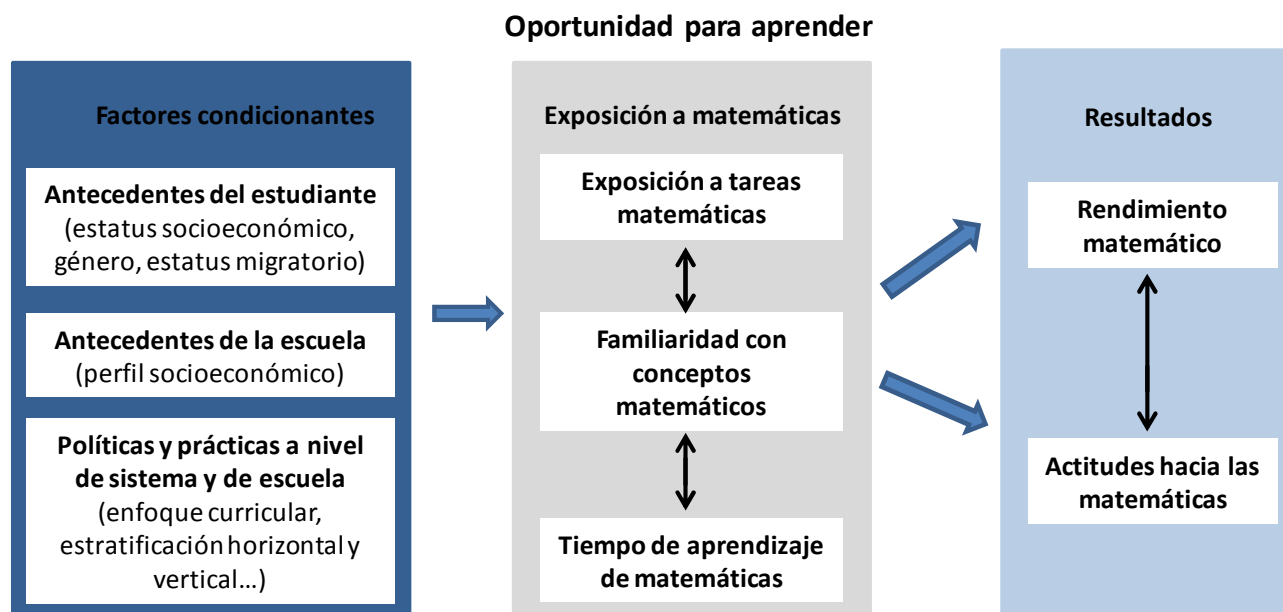 Oportunidad para aprender
Factores condicionantes
Antecedentes del estudiante
(estatus socioeconómico,
género, estatus migratorio)
Antecedentes de la escuela
(perfil socioeconómico)
Políticas y prácticas a nivel
de sistema y de escuela
(enfoque curricular,
estratificación horizontal y
vertical…)
Exposición a matemáticas
Exposición a tareas
matemáticas
Familiaridad con
conceptos
matemáticos
Tiempo de aprendizaje
de matemáticas
Resultados
Rendimiento
matemático
Actitudes hacia las
matemáticas